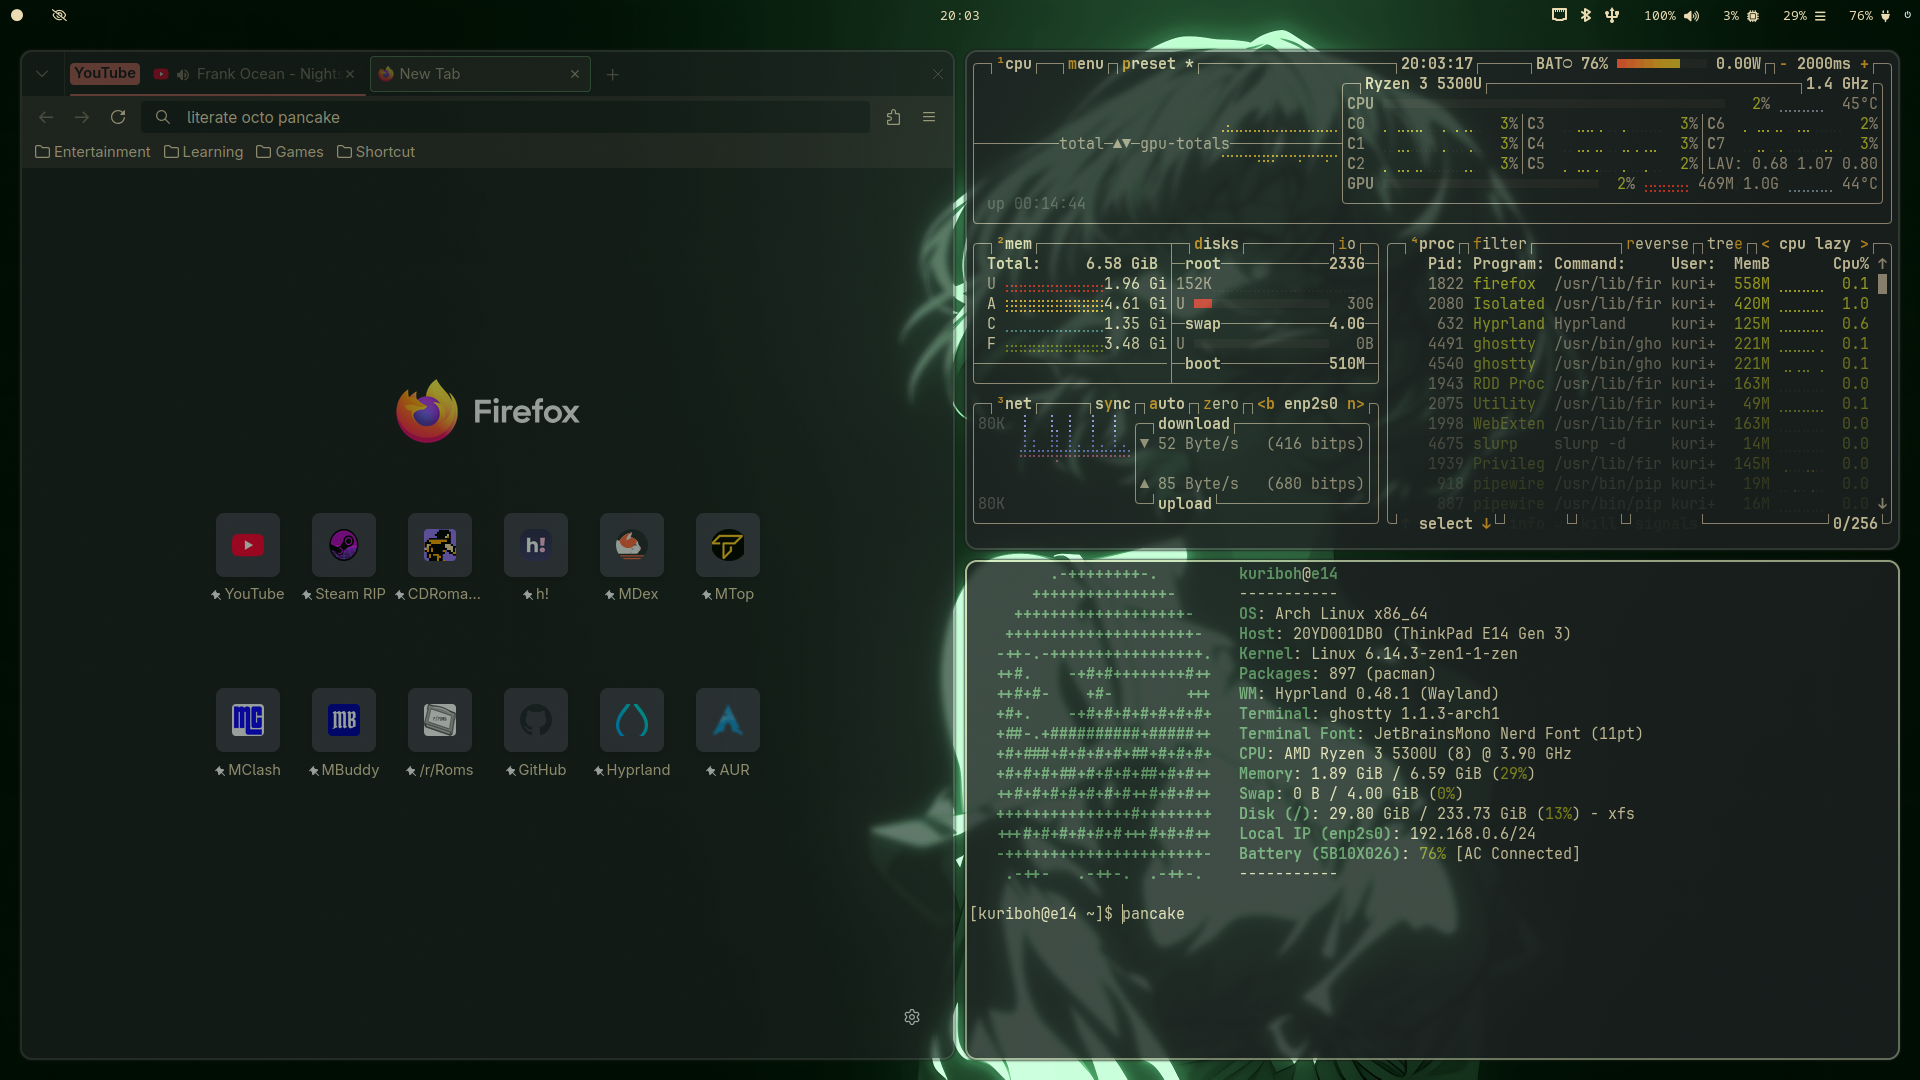 20:03
100% 3% 29% 76%
YouTube Frank Ocean - Night New Tab
literate octo pancake
Entertainment Learning Games Shortcut
Firefox
YouTube Steam RIP CDRoma... h! MDex MTop
MClash MBuddy /r/Roms GitHub Hyprland AUR
¹cpu menu preset * 20:03:17 BAT 76% 0.00W - 2000ms +
Ryzen 3 5300U 1.4 GHz
CPU 2% 45°C
C0 3% C3 3% C6 2%
total ▲▼ gpu-totals C1 3% C4 3% C7 3%
C2 3% C5 2% LAV: 0.68 1.07 0.80
GPU 2% 469M 1.0G 44°C
up 00:14:44
²mem disks io
Total: 6.58 GiB root 233G
U 1.96 Gi 152K
A 4.61 Gi U 30G
C 1.35 Gi swap 4.0G
F 3.48 Gi U 0B
boot 510M
³net sync auto zero <b enp2s0 n>
80K download
▼ 52 Byte/s (416 bitps)
▲ 85 Byte/s (680 bitps)
80K upload
⁴proc filter reverse tree < cpu lazy >
Pid: Program: Command: User: MemB Cpu% ↑
1822 firefox /usr/lib/fir kuri+ 558M 0.1
2080 Isolated /usr/lib/fir kuri+ 420M 1.0
632 Hyprland Hyprland kuri+ 125M 0.6
4491 ghostty /usr/bin/gho kuri+ 221M 0.1
4540 ghostty /usr/bin/gho kuri+ 221M 0.1
1943 RDD Proc /usr/lib/fir kuri+ 163M 0.0
2075 Utility /usr/lib/fir kuri+ 49M 0.1
1998 WebExten /usr/lib/fir kuri+ 163M 0.0
4675 slurp slurp -d kuri+ 14M 0.0
1939 Privileg /usr/lib/fir kuri+ 145M 0.0
918 pipewire /usr/bin/pip kuri+ 19M 0.0
887 pipewire /usr/bin/pip kuri+ 16M 0.0 ↓
select ↓ info kill signals 0/256
kuriboh@e14
-----------
OS: Arch Linux x86_64
Host: 20YD001DBO (ThinkPad E14 Gen 3)
Kernel: Linux 6.14.3-zen1-1-zen
Packages: 897 (pacman)
WM: Hyprland 0.48.1 (Wayland)
Terminal: ghostty 1.1.3-arch1
Terminal Font: JetBrainsMono Nerd Font (11pt)
CPU: AMD Ryzen 3 5300U (8) @ 3.90 GHz
Memory: 1.89 GiB / 6.59 GiB (29%)
Swap: 0 B / 4.00 GiB (0%)
Disk (/): 29.80 GiB / 233.73 GiB (13%) - xfs
Local IP (enp2s0): 192.168.0.6/24
Battery (5B10X026): 76% [AC Connected]
-----------
[kuriboh@e14 ~]$ pancake